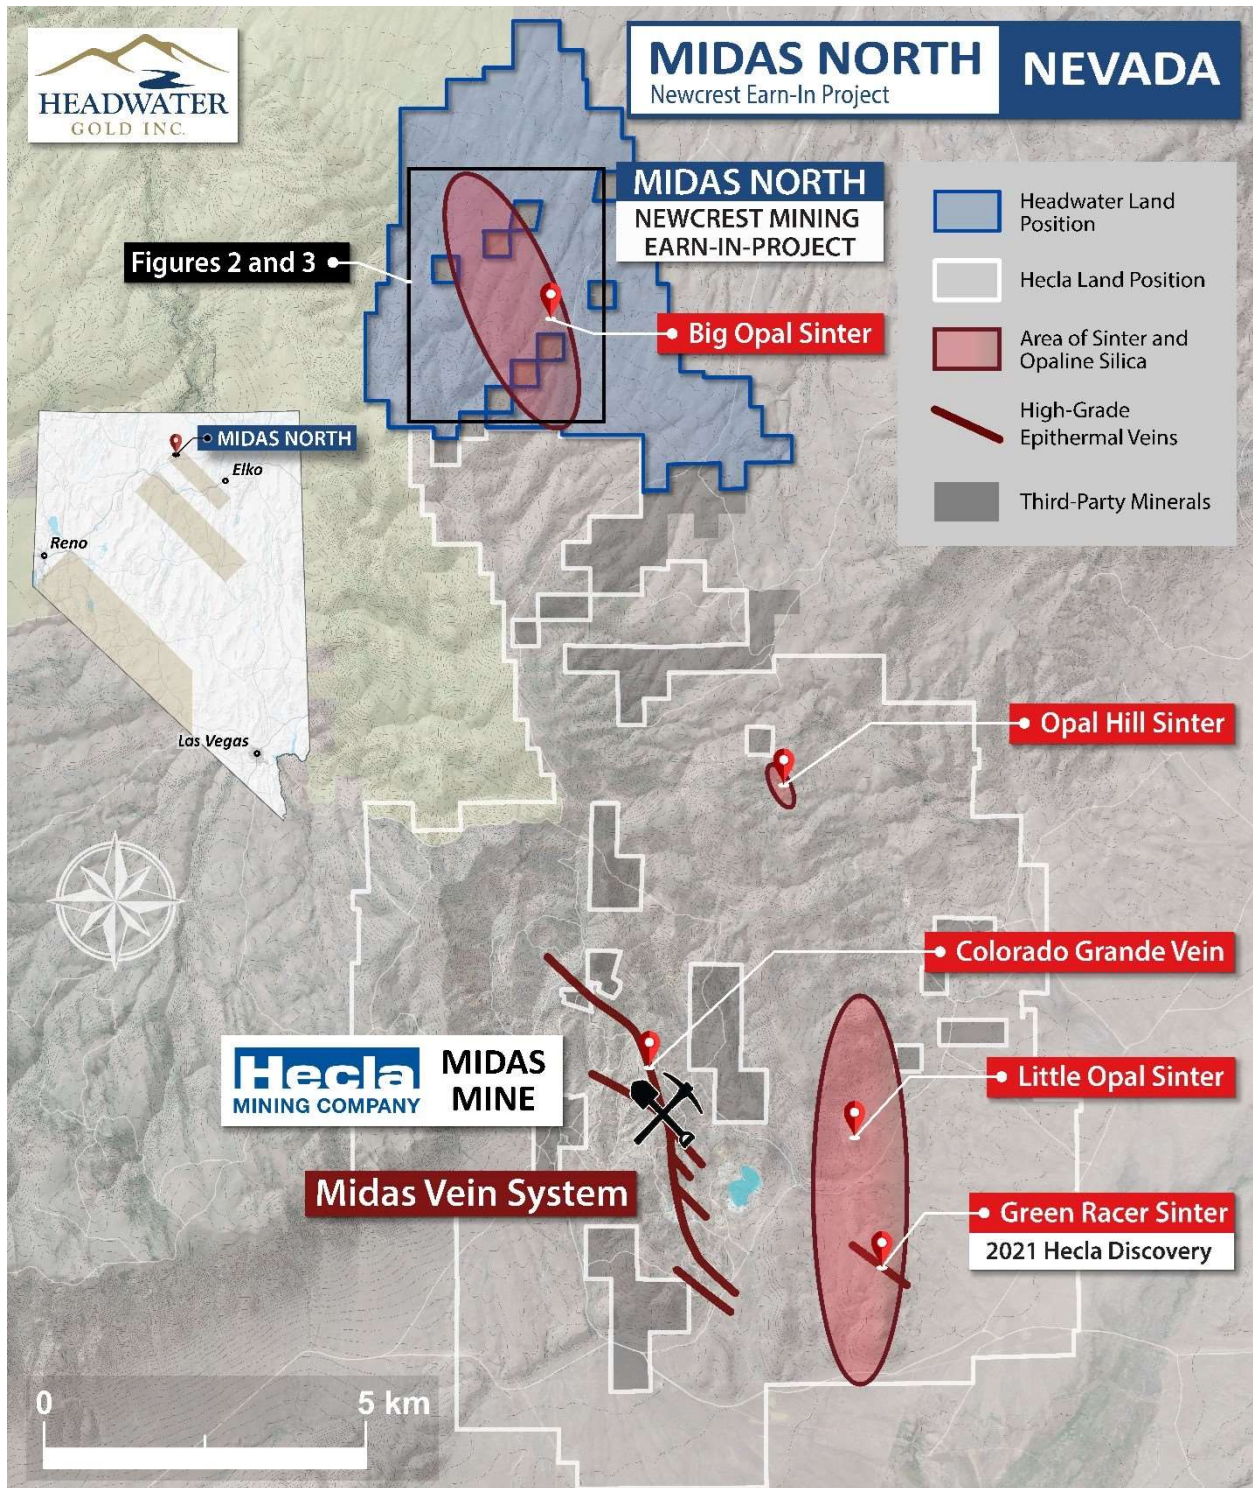 HEADWATER
GOLD INC.
MIDAS NORTH
Newcrest Earn-In Project
NEVADA
MIDAS NORTH
NEWCREST MINING
EARN-IN-PROJECT
Headwater Land
Position
Hecla Land Position
Area of Sinter and
Opaline Silica
High-Grade
Epithermal Veins
Third-Party Minerals
Figures 2 and 3
Big Opal Sinter
MIDAS NORTH
Elko
Reno
Las Vegas
Opal Hill Sinter
Colorado Grande Vein
Hecla
MINING COMPANY
MIDAS
MINE
Little Opal Sinter
Midas Vein System
Green Racer Sinter
2021 Hecla Discovery
0
5 km